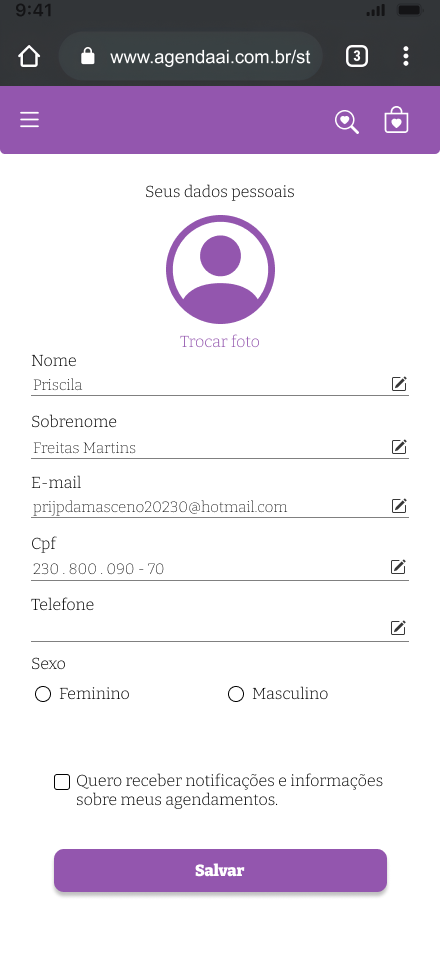 9:41
www.agendaai.com.br/st
3
Seus dados pessoais
Trocar foto
Nome
Priscila
Sobrenome
Freitas Martins
E-mail
prijpdamasceno20230@hotmail.com
Cpf
230 . 800 . 090 - 70
Telefone
Sexo
Feminino
Masculino
Quero receber notificações e informações
sobre meus agendamentos.
Salvar